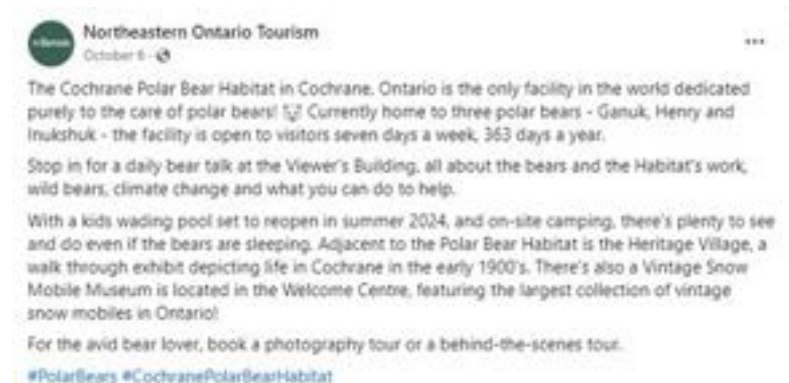 Northeastern Ontario Tourism
October 6 ·
The Cochrane Polar Bear Habitat in Cochrane, Ontario is the only facility in the world dedicated
purely to the care of polar bears! Currently home to three polar bears - Ganuk, Henry and
Inukshuk - the facility is open to visitors seven days a week, 363 days a year.
Stop in for a daily bear talk at the Viewer's Building, all about the bears and the Habitat's work,
wild bears, climate change and what you can do to help.
With a kids wading pool set to reopen in summer 2024, and on-site camping, there's plenty to see
and do even if the bears are sleeping. Adjacent to the Polar Bear Habitat is the Heritage Village, a
walk through exhibit depicting life in Cochrane in the early 1900's. There's also a Vintage Snow
Mobile Museum is located in the Welcome Centre, featuring the largest collection of vintage
snow mobiles in Ontario!
For the avid bear lover, book a photography tour or a behind-the-scenes tour.
#PolarBears #CochranePolarBearHabitat